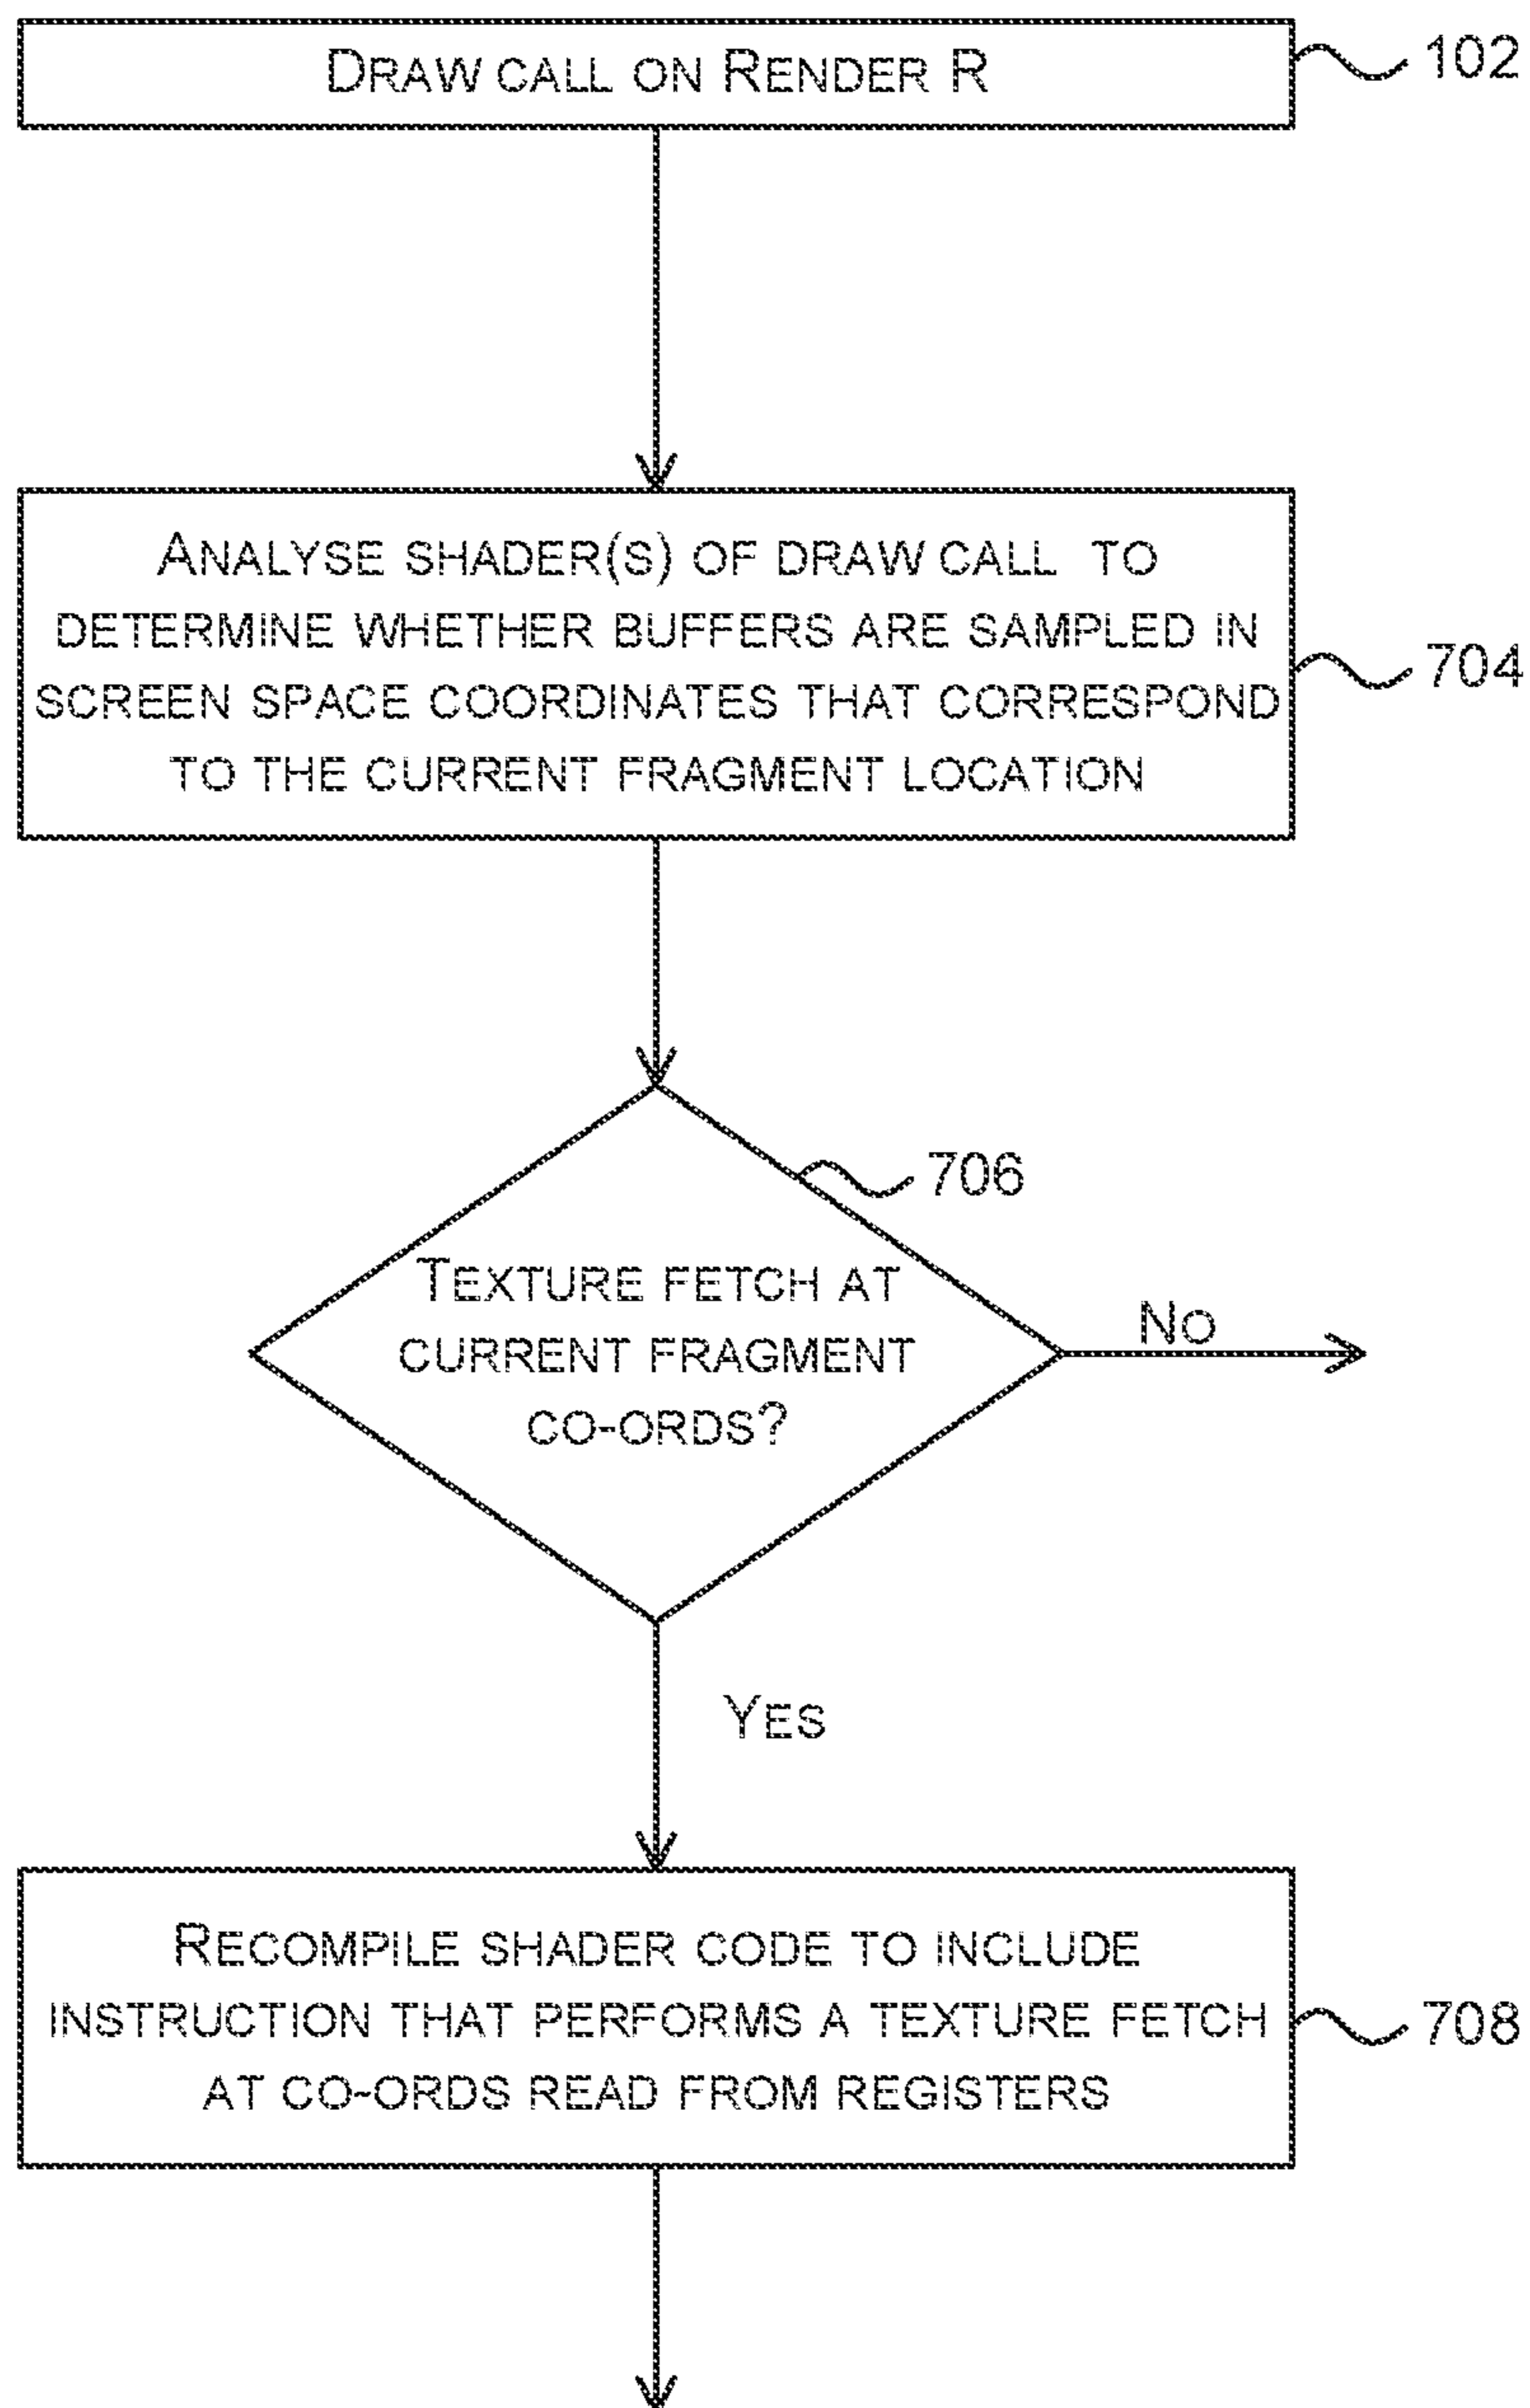 Draw call on Render R
102
Analyse shader(s) of draw call to
determine whether buffers are sampled in
screen space coordinates that correspond
to the current fragment location
704
706
Texture fetch at
current fragment
co-ords?
No
Yes
Recompile shader code to include
instruction that performs a texture fetch
at co-ords read from registers
708